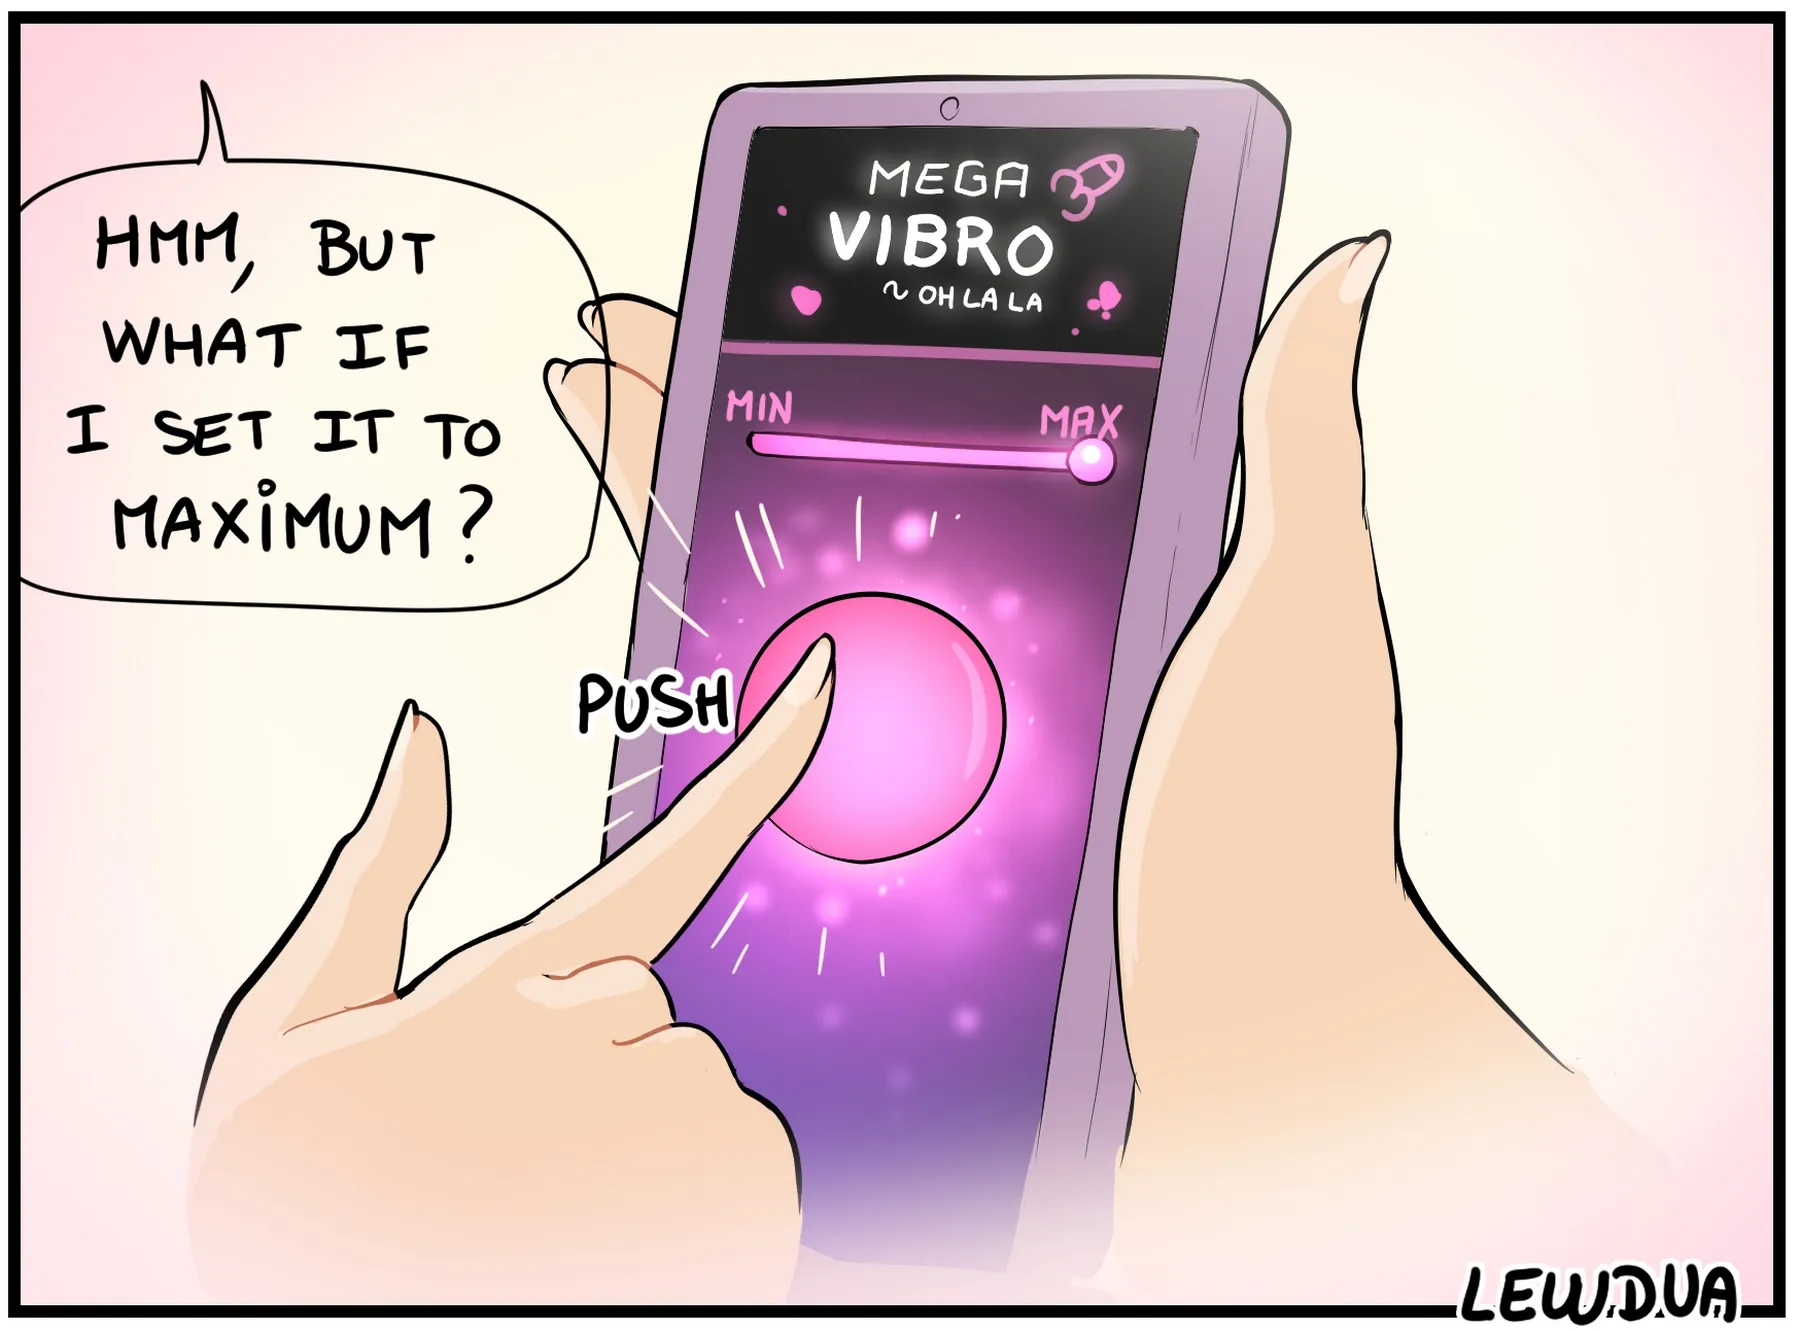 HMM, BUT
WHAT IF
I SET IT TO
MAXIMUM?
MEGA
VIBRO
~ OH LA LA
MIN MAX
PUSH
LEWDUA